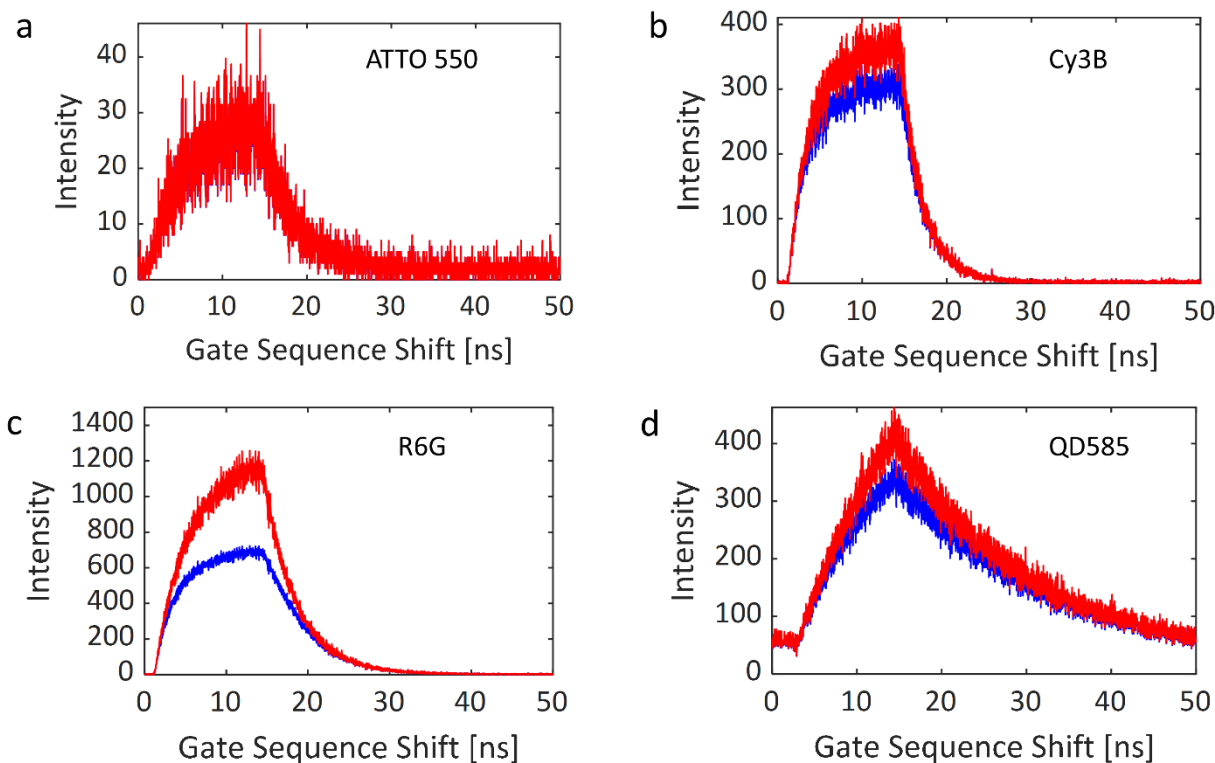 a
ATTO 550
Intensity
40
30
20
10
0
0 10 20 30 40 50
Gate Sequence Shift [ns]
b
Cy3B
Intensity
400
300
200
100
0
0 10 20 30 40 50
Gate Sequence Shift [ns]
c
R6G
Intensity
1400
1200
1000
800
600
400
200
0
0 10 20 30 40 50
Gate Sequence Shift [ns]
d
QD585
Intensity
400
300
200
100
0
0 10 20 30 40 50
Gate Sequence Shift [ns]